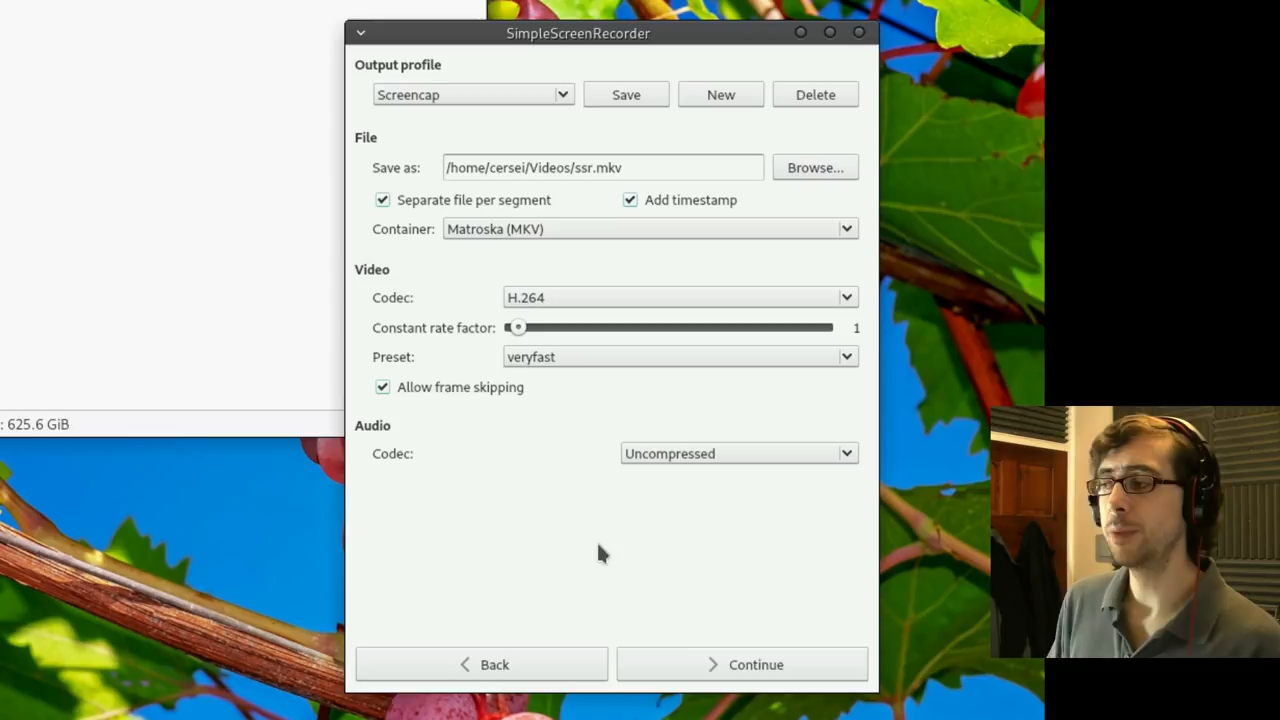 SimpleScreenRecorder
Output profile
Screencap Save New Delete
File
Save as: /home/cersei/Videos/ssr.mkv Browse...
Separate file per segment Add timestamp
Container: Matroska (MKV)
Video
Codec: H.264
Constant rate factor: 1
Preset: veryfast
Allow frame skipping
: 625.6 GiB
Audio
Codec: Uncompressed
Back Continue